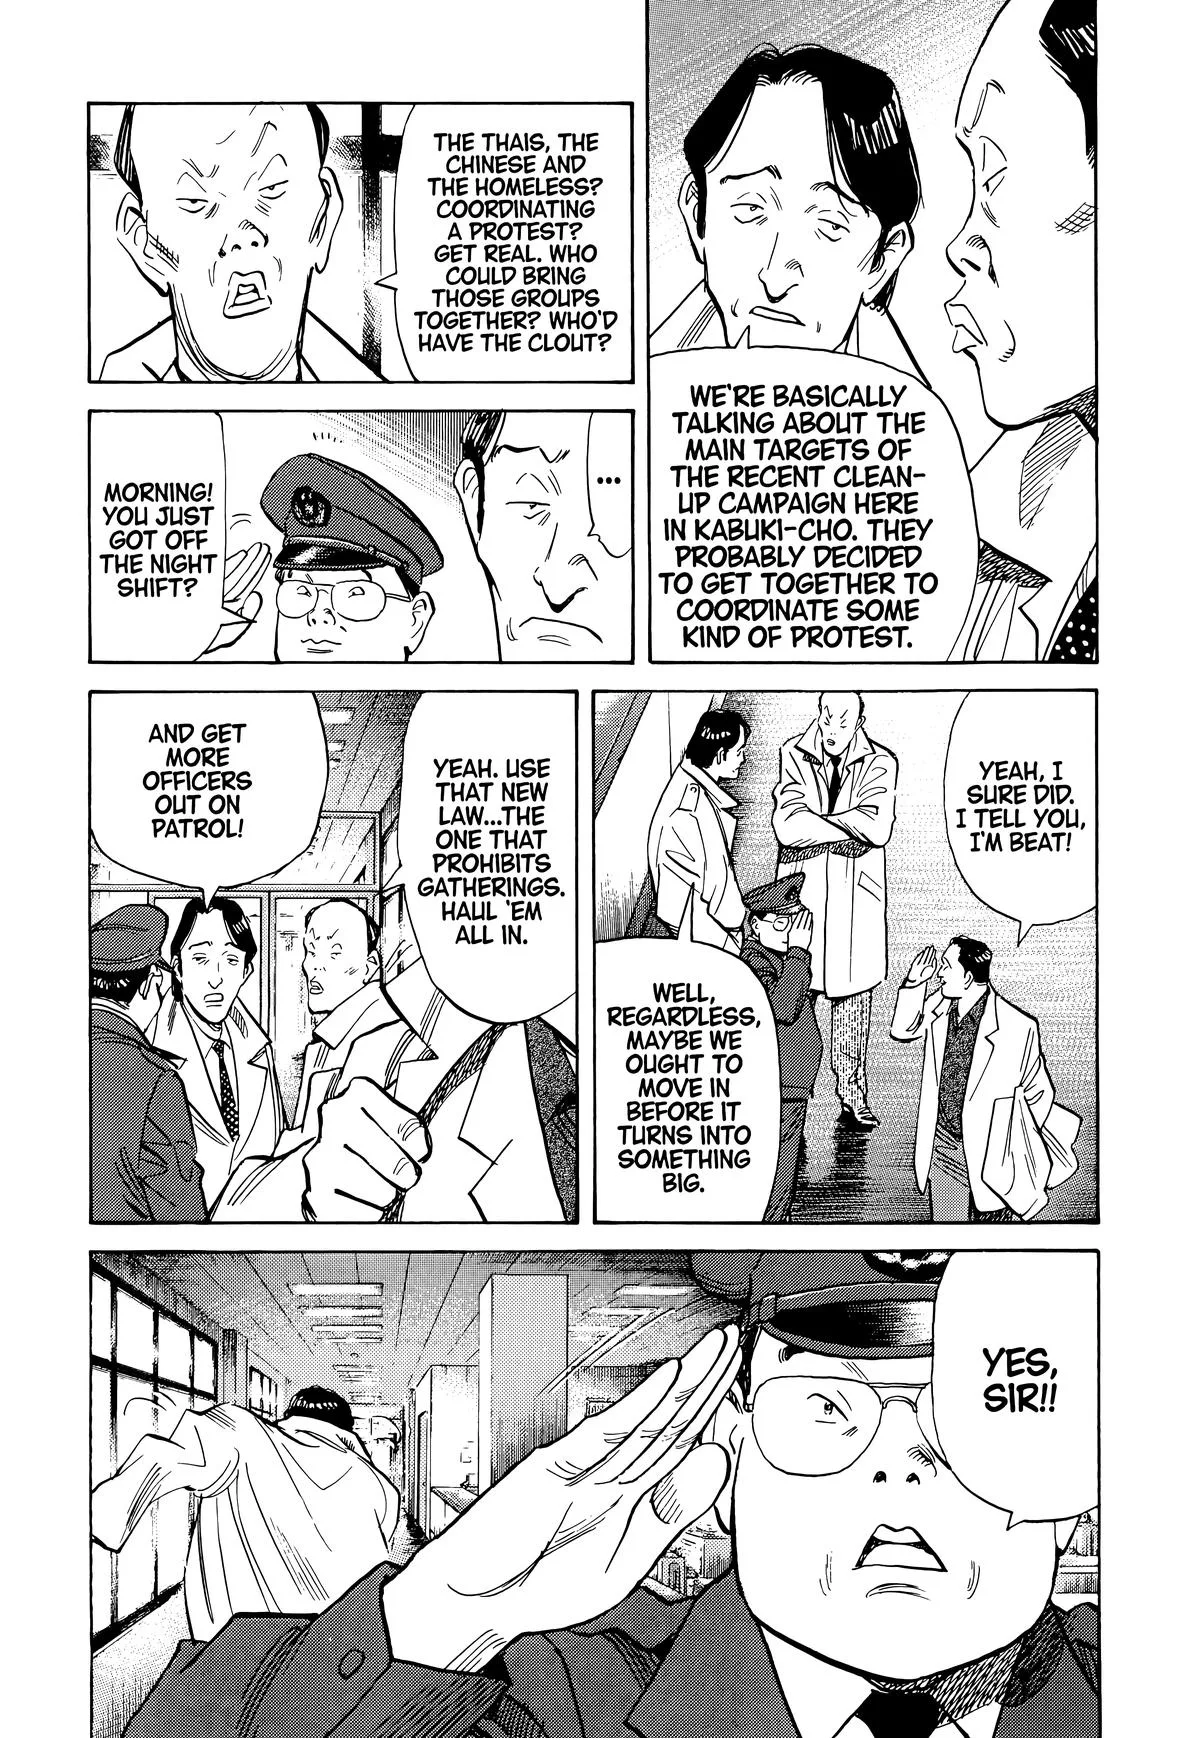 WE'RE BASICALLY
TALKING ABOUT THE
MAIN TARGETS OF
THE RECENT CLEAN-
UP CAMPAIGN HERE
IN KABUKI-CHO. THEY
PROBABLY DECIDED
TO GET TOGETHER TO
COORDINATE SOME
KIND OF PROTEST.
THE THAIS, THE
CHINESE AND
THE HOMELESS?
COORDINATING
A PROTEST?
GET REAL. WHO
COULD BRING
THOSE GROUPS
TOGETHER? WHO'D
HAVE THE CLOUT?
...
MORNING!
YOU JUST
GOT OFF
THE NIGHT
SHIFT?
YEAH, I
SURE DID.
I TELL YOU,
I'M BEAT!
WELL,
REGARDLESS,
MAYBE WE
OUGHT TO
MOVE IN
BEFORE IT
TURNS INTO
SOMETHING
BIG.
YEAH. USE
THAT NEW
LAW...THE
ONE THAT
PROHIBITS
GATHERINGS.
HAUL 'EM
ALL IN.
AND GET
MORE
OFFICERS
OUT ON
PATROL!
YES,
SIR!!